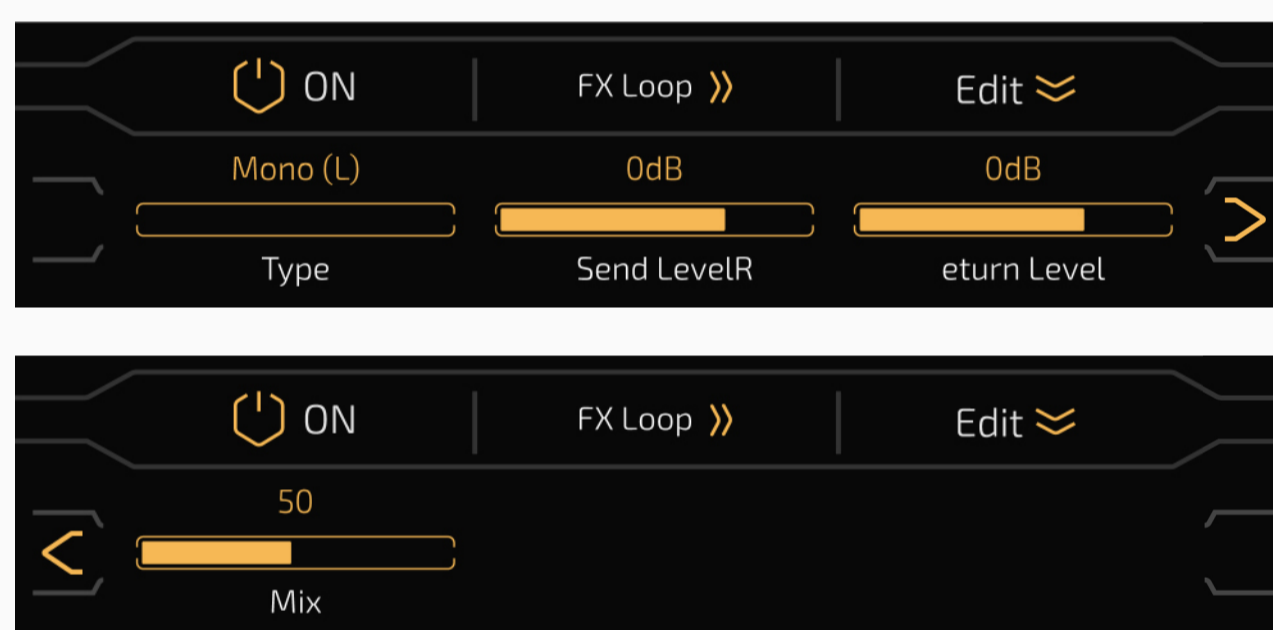 ON FX Loop Edit
Mono (L) 0dB 0dB
Type Send LevelR eturn Level
ON FX Loop Edit
50
Mix